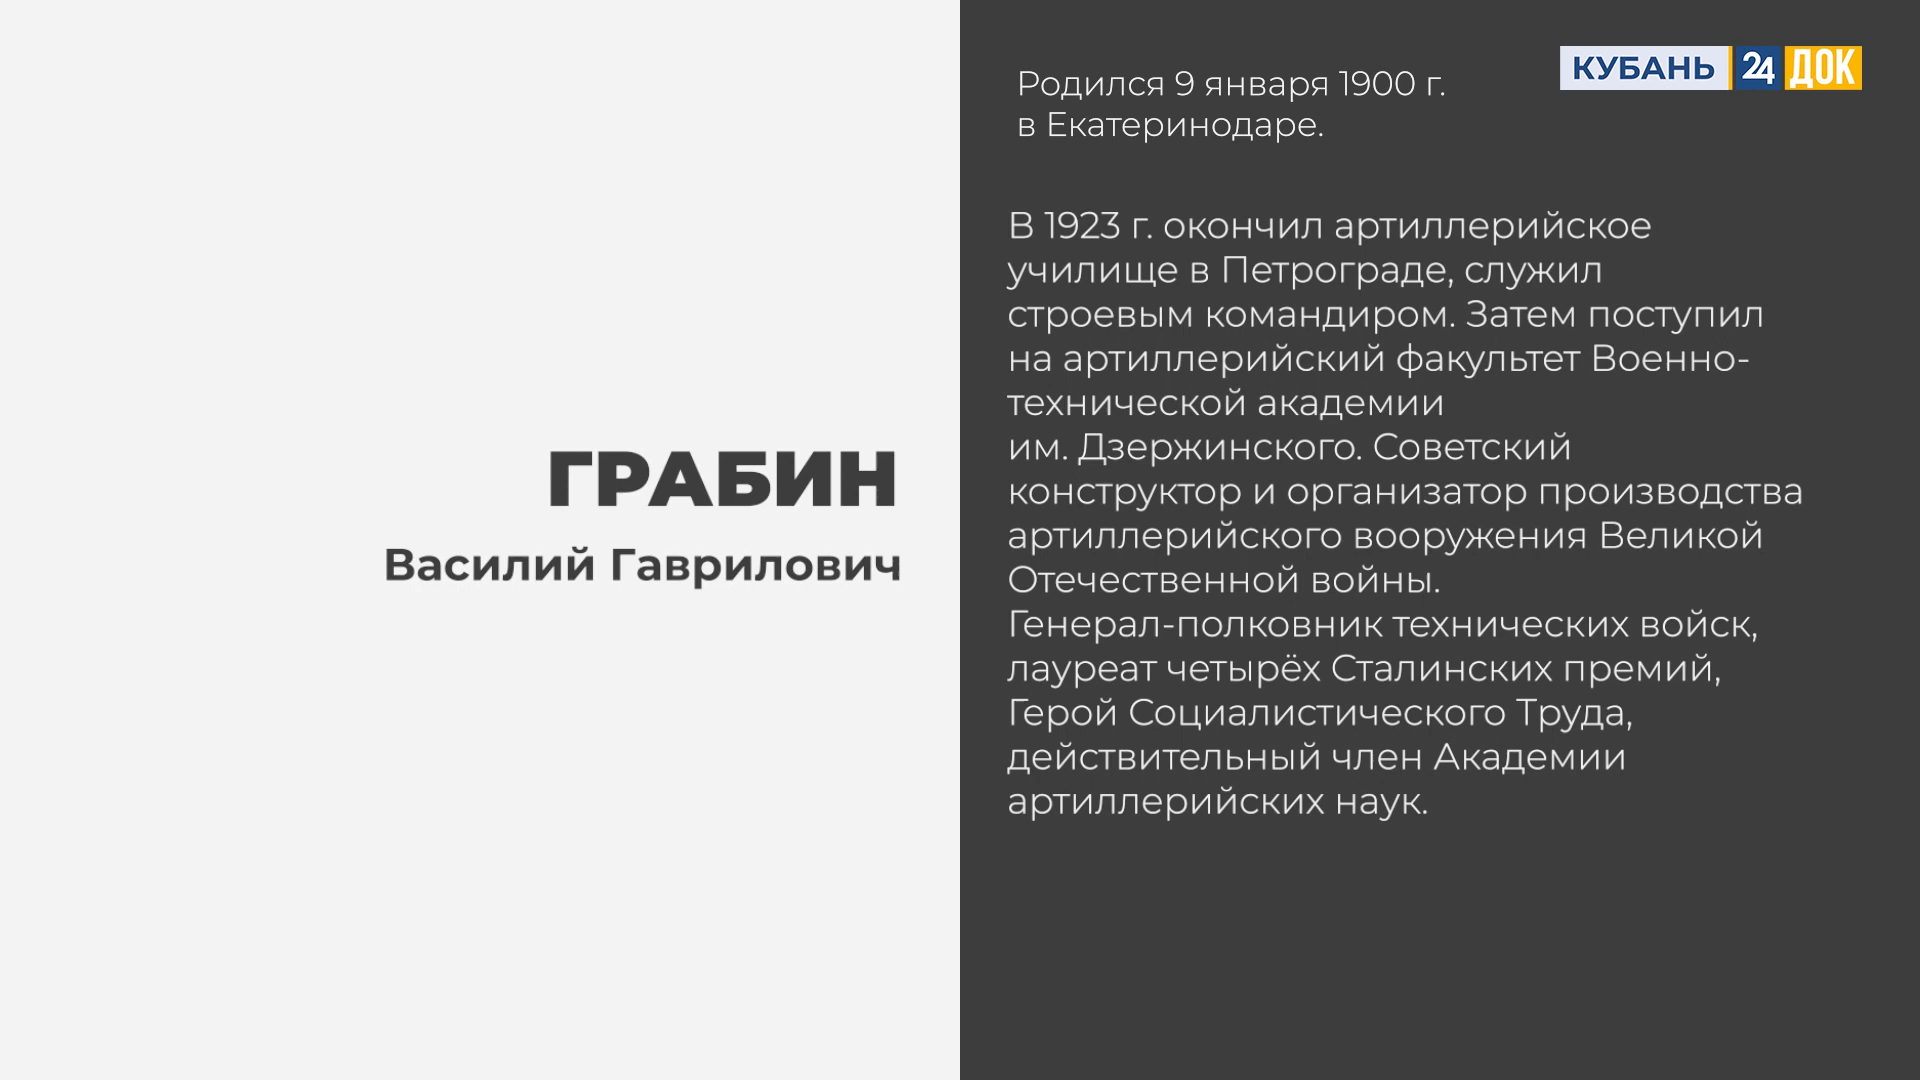 ГРАБИН
Василий Гаврилович
КУБАНЬ 24 ДОК
Родился 9 января 1900 г.
в Екатеринодаре.
В 1923 г. окончил артиллерийское
училище в Петрограде, служил
строевым командиром. Затем поступил
на артиллерийский факультет Военно-
технической академии
им. Дзержинского. Советский
конструктор и организатор производства
артиллерийского вооружения Великой
Отечественной войны.
Генерал-полковник технических войск,
лауреат четырёх Сталинских премий,
Герой Социалистического Труда,
действительный член Академии
артиллерийских наук.